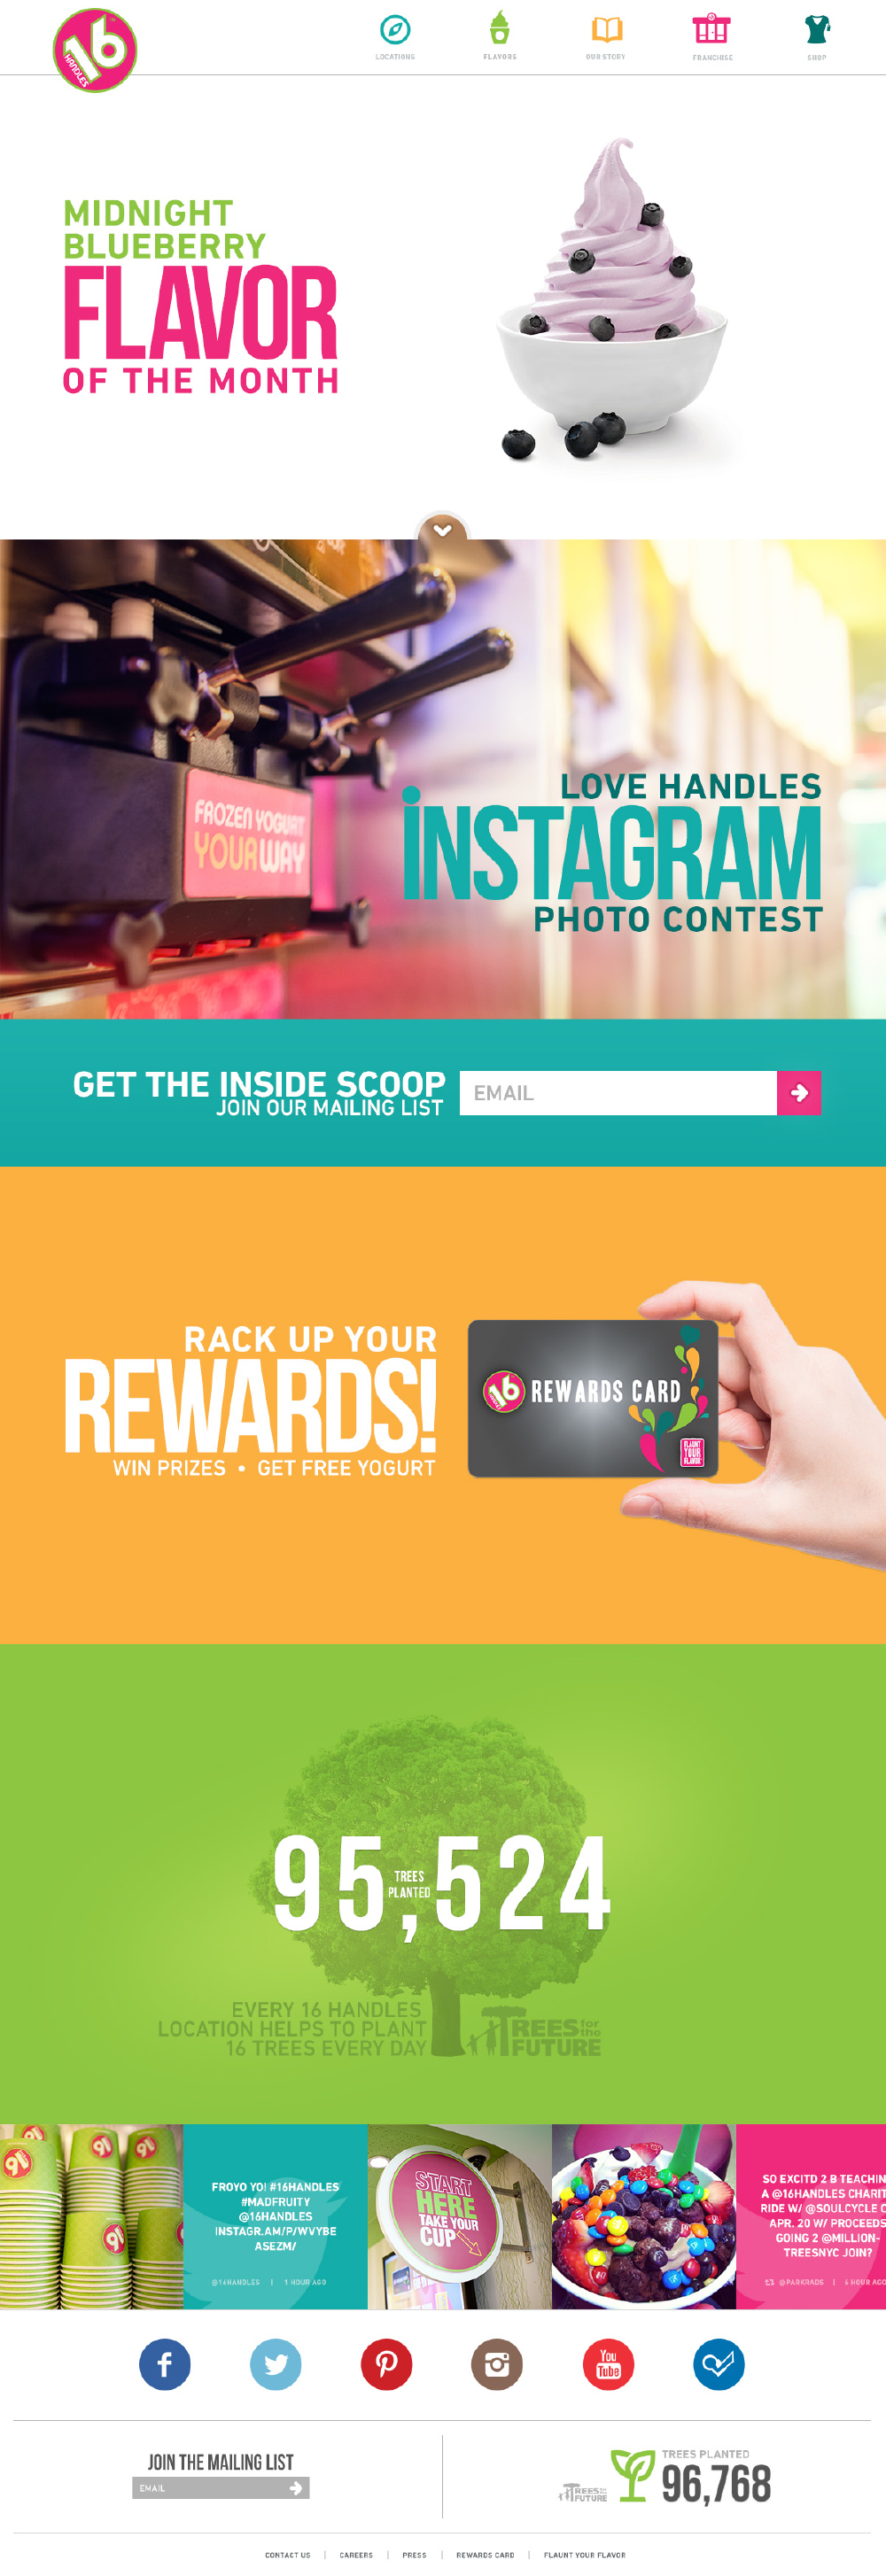 16
HANDLES
LOCATIONS
FLAVORS
OUR STORY
FRANCHISE
SHOP
MIDNIGHT
BLUEBERRY
FLAVOR
OF THE MONTH
FROZEN YOGURT
YOUR WAY
LOVE HANDLES
INSTAGRAM
PHOTO CONTEST
GET THE INSIDE SCOOP
JOIN OUR MAILING LIST
EMAIL
RACK UP YOUR
REWARDS!
WIN PRIZES • GET FREE YOGURT
16
REWARDS CARD
FLAUNT
YOUR
FLAVOR
95,524
TREES
PLANTED
EVERY 16 HANDLES
LOCATION HELPS TO PLANT
16 TREES EVERY DAY
TREES for the
FUTURE
16
16
16
FROYO YO! #16HANDLES
#MADFRUITY
@16HANDLES
INSTAGR.AM/P/WVYBE
ASEZM/
@16HANDLES | 1 HOUR AGO
START
HERE
TAKE YOUR
CUP
SO EXCITD 2 B TEACHIN
A @16HANDLES CHARIT
RIDE W/ @SOULCYCLE
APR. 20 W/ PROCEEDS
GOING 2 @MILLION-
TREESNYC JOIN?
@PARKRADS | 6 HOUR AGO
You
Tube
JOIN THE MAILING LIST
EMAIL
TREES
FUTURE
TREES PLANTED
96,768
CONTACT US | CAREERS | PRESS | REWARDS CARD | FLAUNT YOUR FLAVOR